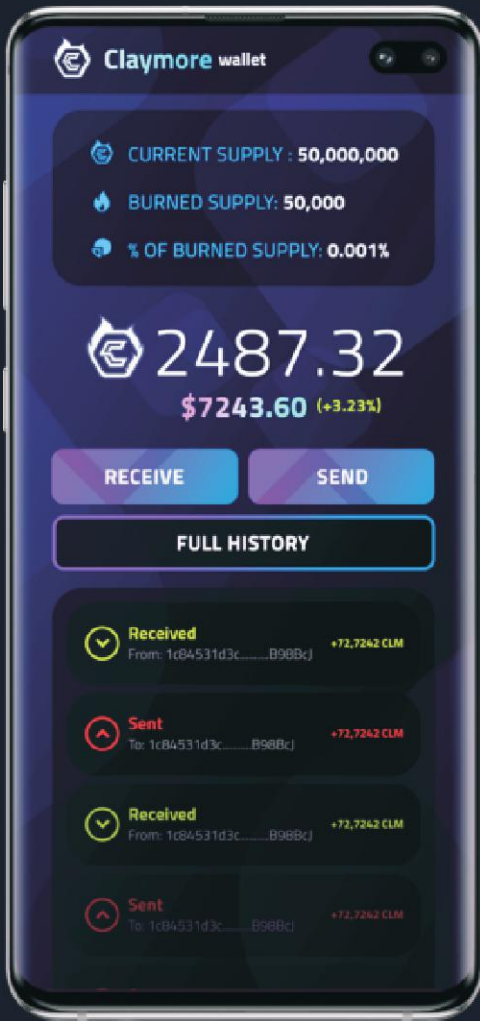 Claymore wallet
CURRENT SUPPLY : 50,000,000
BURNED SUPPLY: 50,000
% OF BURNED SUPPLY: 0.001%
2487.32
$7243.60 (+3.23%)
RECEIVE SEND
FULL HISTORY
Received
From: 1c84531d3c........B98BcJ +72,7242 CLM
Sent
To: 1c84531d3c........B98BcJ +72,7242 CLM
Received
From: 1c84531d3c........B98BcJ +72,7242 CLM
Sent
To: 1c84531d3c........B98BcJ +72,7242 CLM